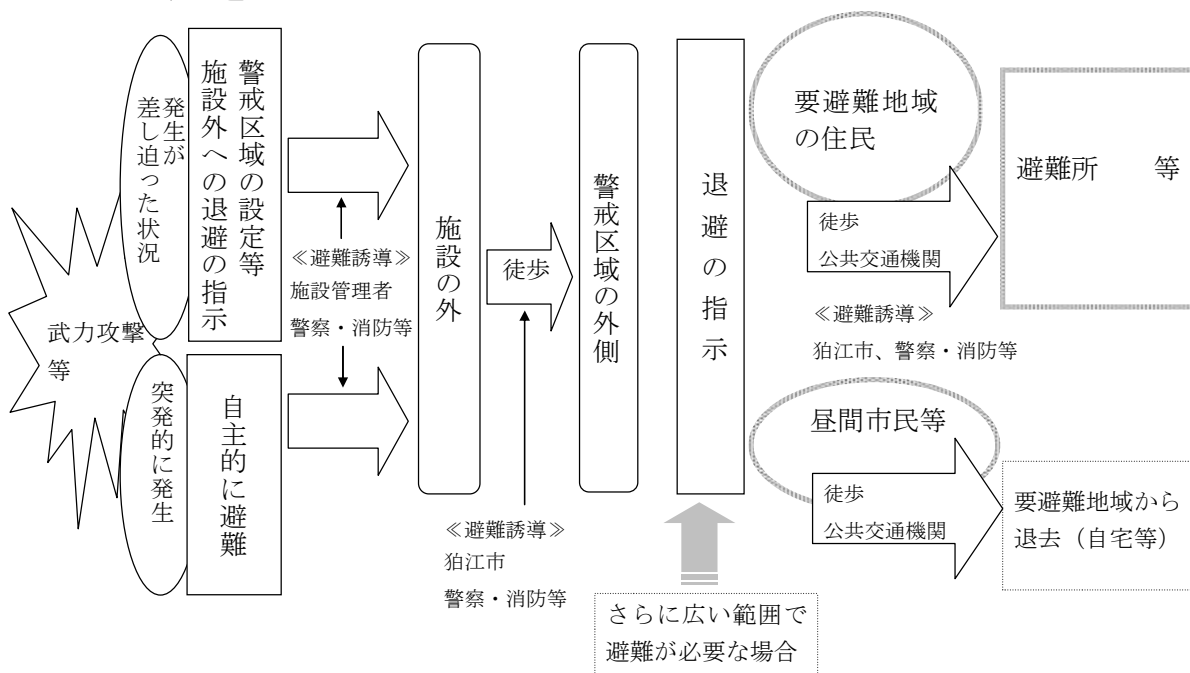 武力攻撃
等
発生が
差し迫った状況
警戒区域の設定等
施設外への退避の指示
突発的に発生
自主的に避難
≪避難誘導≫
施設管理者
警察・消防等
施設の外
徒歩
≪避難誘導≫
狛江市
警察・消防等
警戒区域の外側
退避の指示
さらに広い範囲で
避難が必要な場合
要避難地域
の住民
徒歩
公共交通機関
≪避難誘導≫
狛江市、警察・消防等
避難所　　等
昼間市民等
徒歩
公共交通機関
要避難地域から
退去（自宅等）